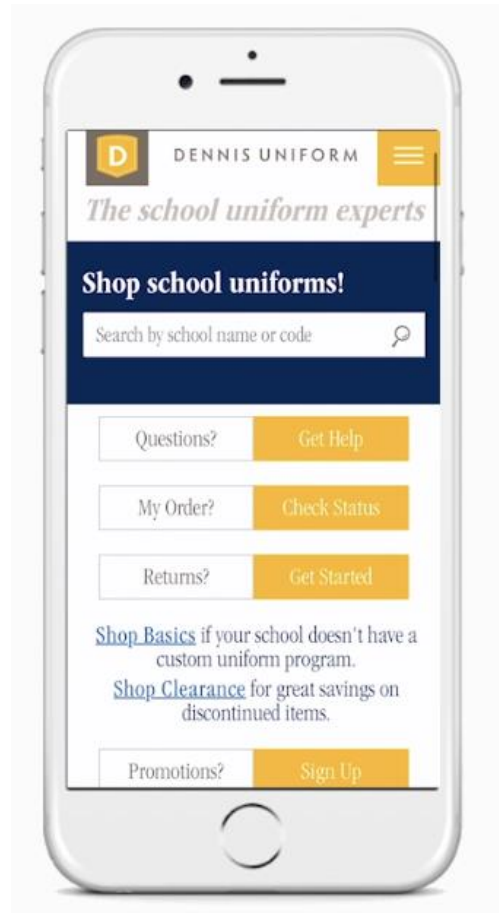 D
DENNIS UNIFORM
The school uniform experts
Shop school uniforms!
Search by school name or code
Questions? Get Help
My Order? Check Status
Returns? Get Started
Shop Basics if your school doesn't have a
custom uniform program.
Shop Clearance for great savings on
discontinued items.
Promotions? Sign Up